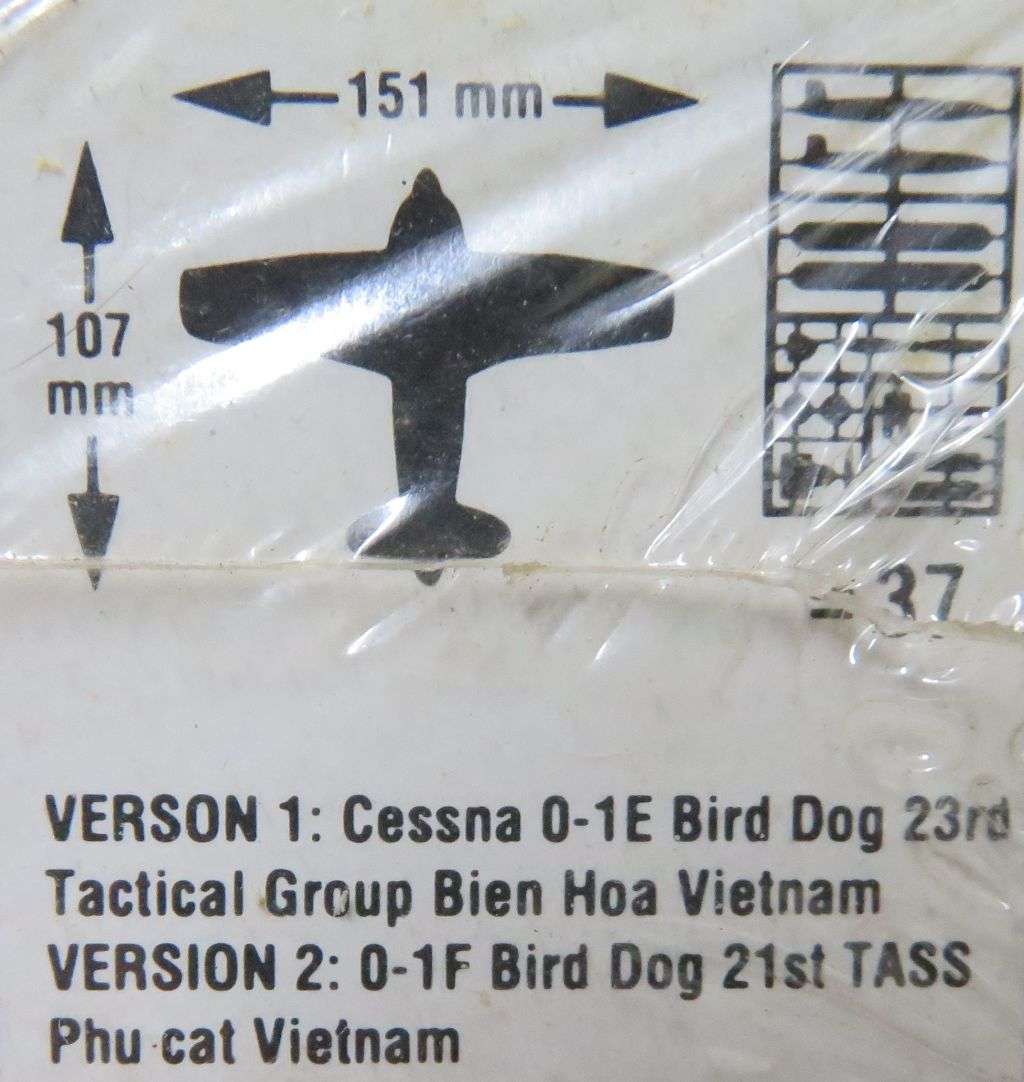 151 mm
107
mm
= 37
VERSON 1: Cessna 0-1E Bird Dog 23rd
Tactical Group Bien Hoa Vietnam
VERSION 2: 0-1F Bird Dog 21st TASS
Phu cat Vietnam